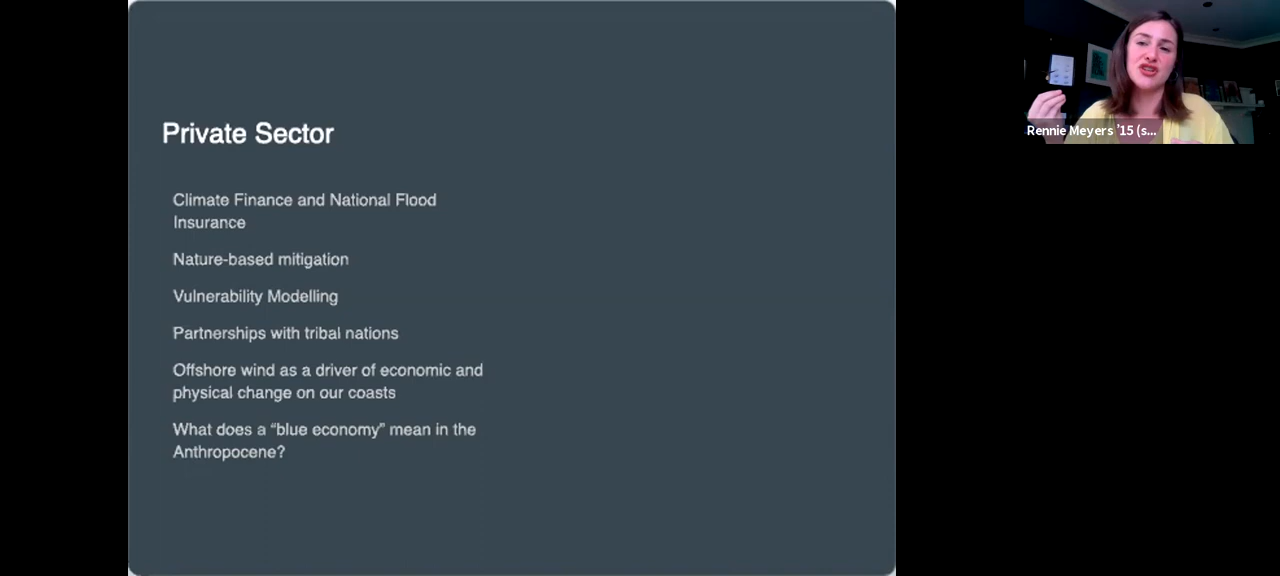 Private Sector
Climate Finance and National Flood
Insurance
Nature-based mitigation
Vulnerability Modelling
Partnerships with tribal nations
Offshore wind as a driver of economic and
physical change on our coasts
What does a “blue economy” mean in the
Anthropocene?
Rennie Meyers '15 (s...